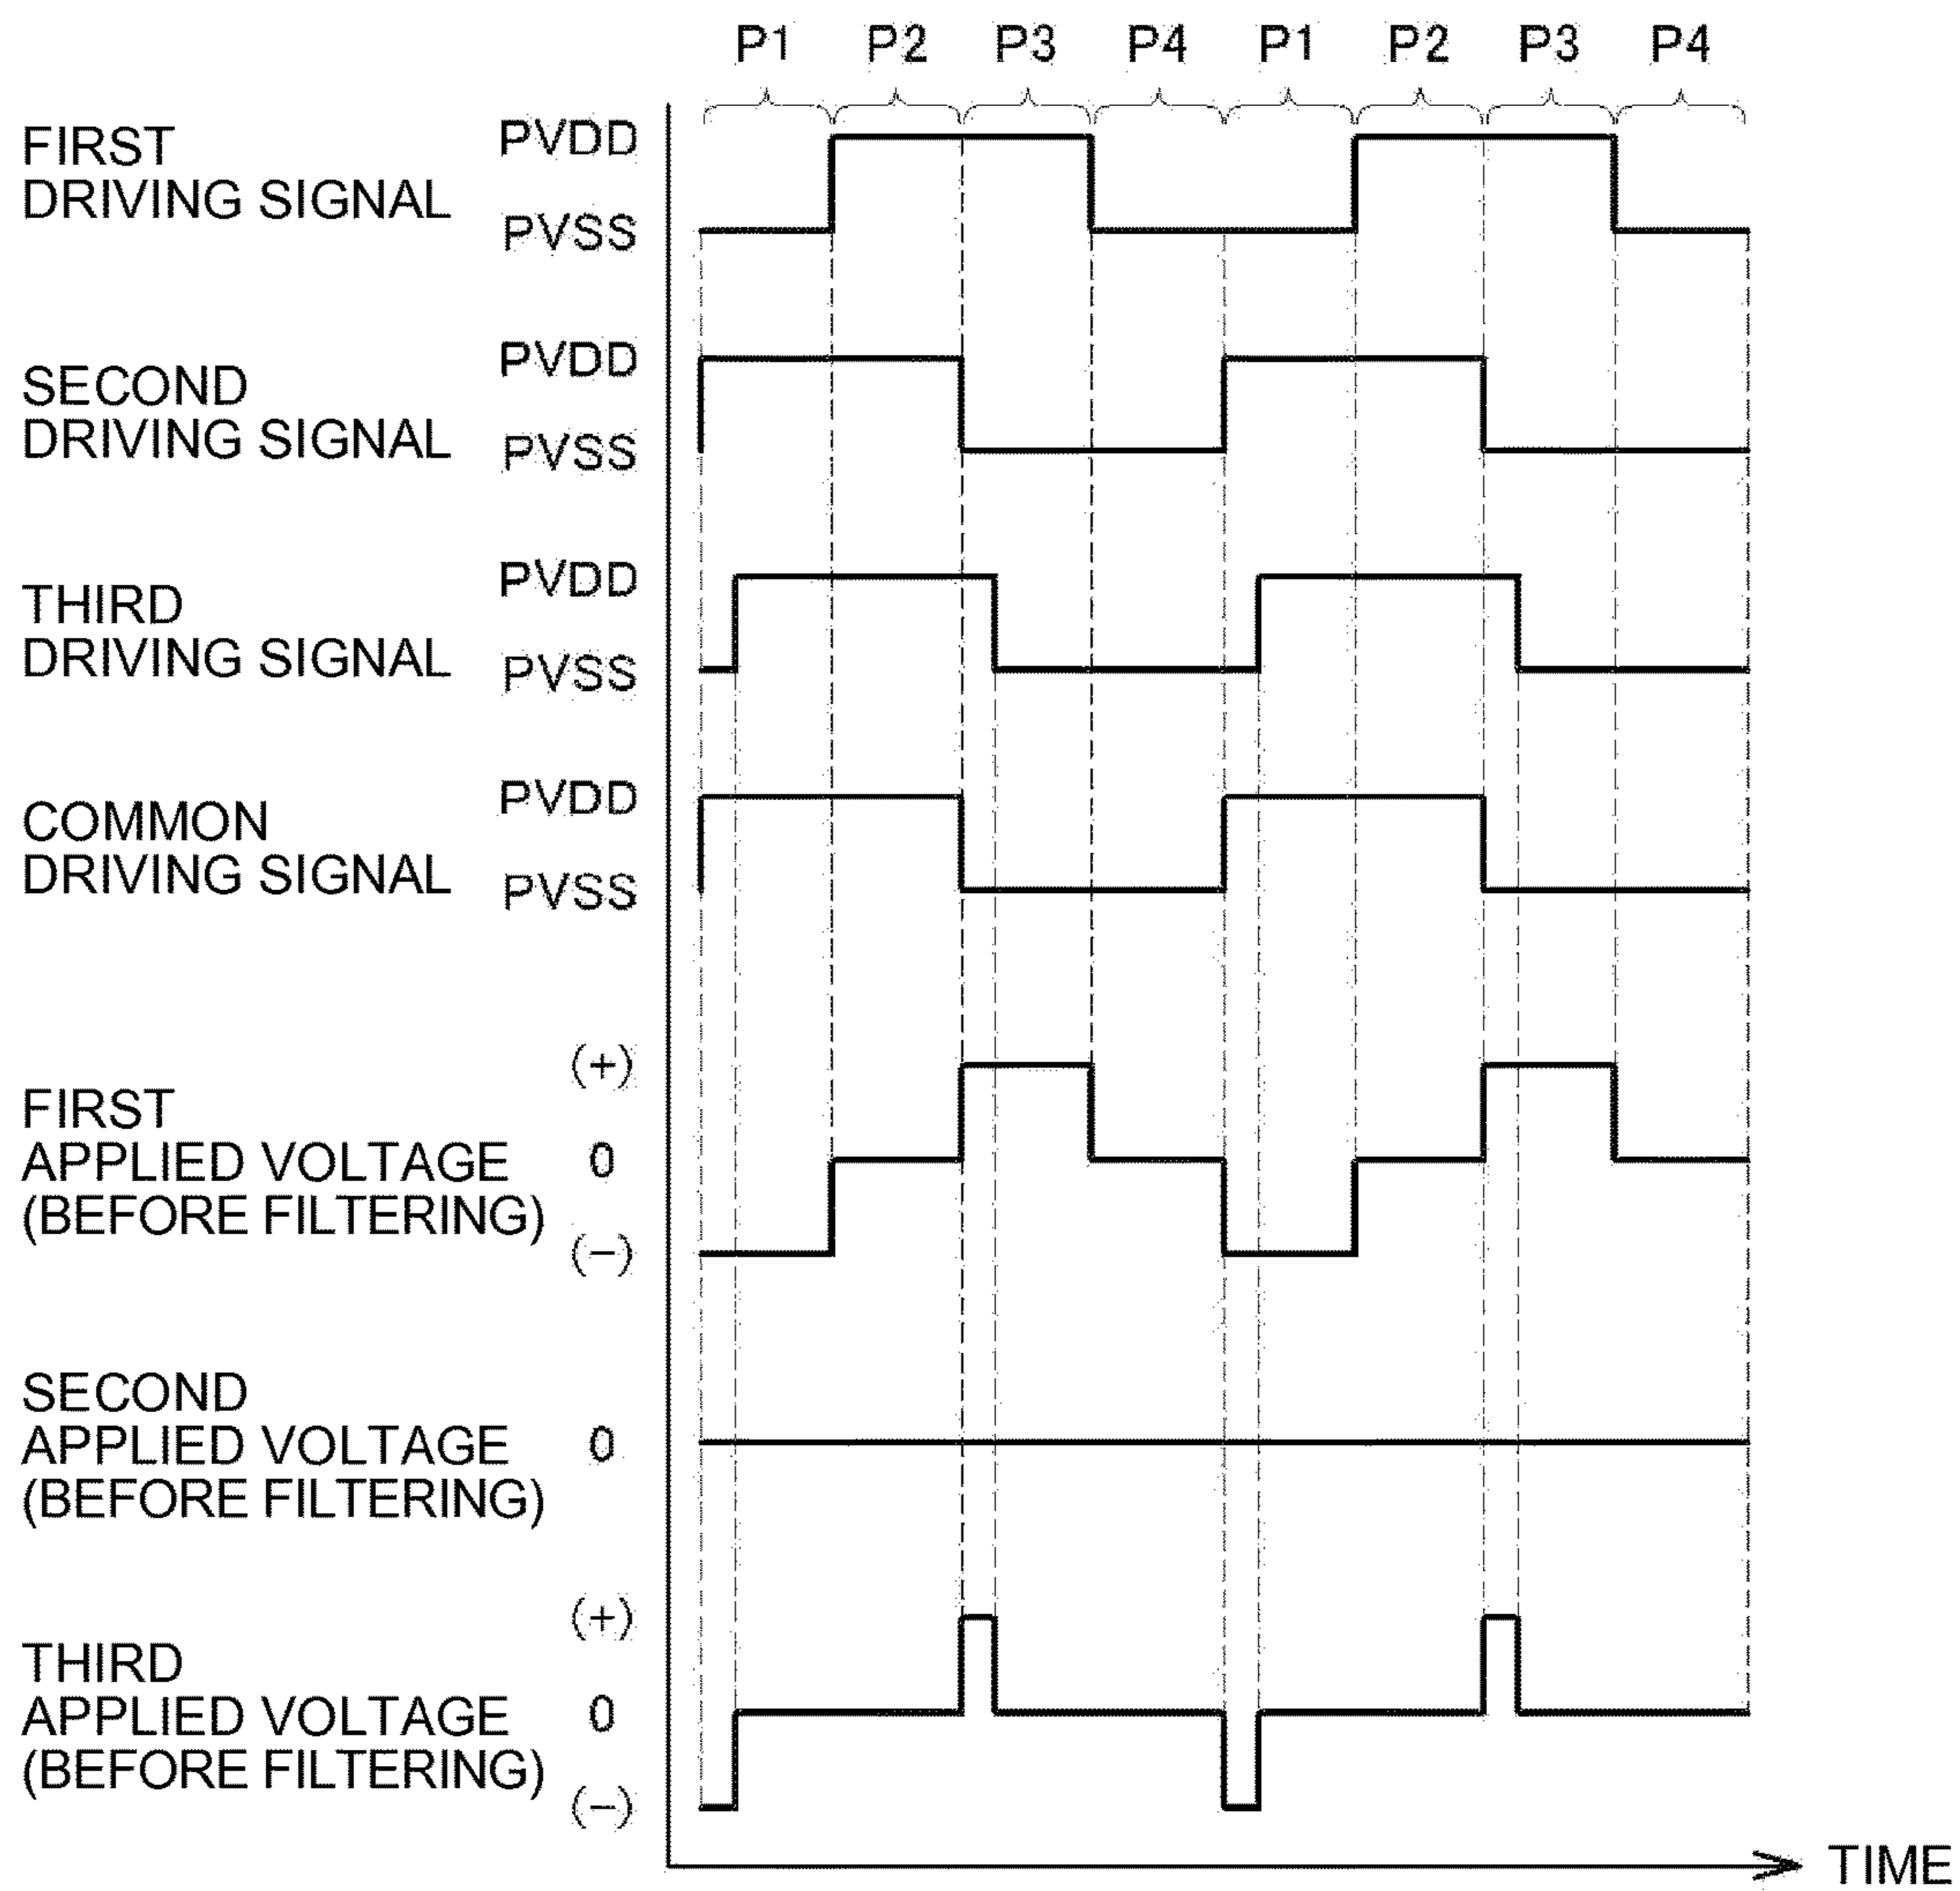 P1 P2 P3 P4 P1 P2 P3 P4
FIRST
DRIVING SIGNAL
PVDD
PVSS
SECOND
DRIVING SIGNAL
PVDD
PVSS
THIRD
DRIVING SIGNAL
PVDD
PVSS
COMMON
DRIVING SIGNAL
PVDD
PVSS
FIRST
APPLIED VOLTAGE
(BEFORE FILTERING)
(+)
0
(−)
SECOND
APPLIED VOLTAGE
(BEFORE FILTERING)
0
THIRD
APPLIED VOLTAGE
(BEFORE FILTERING)
(+)
0
(−)
TIME